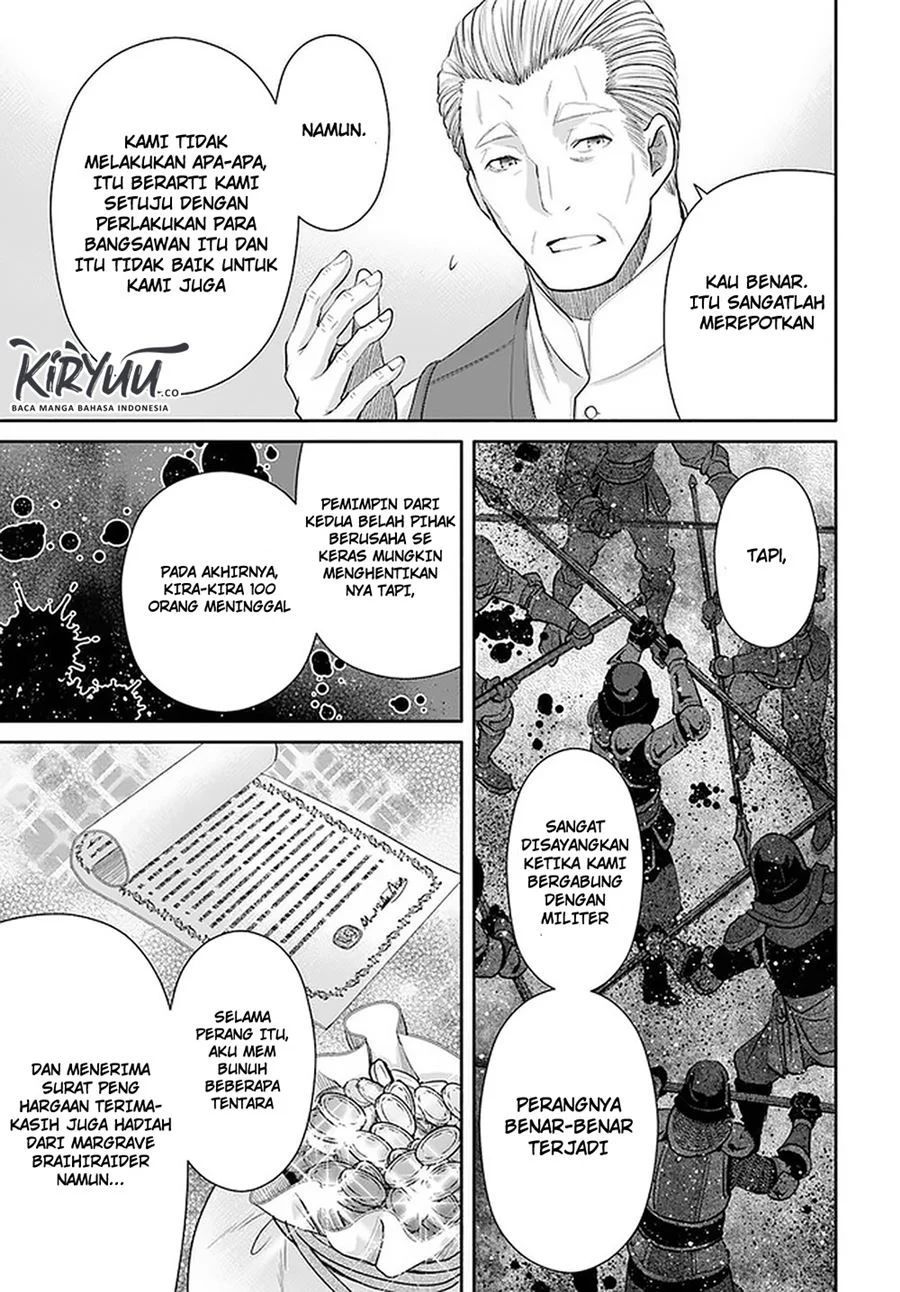 KAU BENAR.
ITU SANGATLAH
MEREPOTKAN
NAMUN.
KAMI TIDAK
MELAKUKAN APA-APA,
ITU BERARTI KAMI
SETUJU DENGAN
PERLAKUKAN PARA
BANGSAWAN ITU DAN
ITU TIDAK BAIK UNTUK
KAMI JUGA
KIRYUU.CO
BACA MANGA BAHASA INDONESIA
TAPI,
SANGAT
DISAYANGKAN
KETIKA KAMI
BERGABUNG
DENGAN
MILITER
PERANGNYA
BENAR-BENAR
TERJADI
PEMIMPIN DARI
KEDUA BELAH PIHAK
BERUSAHA SE
KERAS MUNGKIN
MENGHENTIKAN
NYA TAPI,
PADA AKHIRNYA,
KIRA-KIRA 100
ORANG MENINGGAL
SELAMA
PERANG ITU,
AKU MEM
BUNUH
BEBERAPA
TENTARA
DAN MENERIMA
SURAT PENG
HARGAAN TERIMA-
KASIH JUGA HADIAH
DARI MARGRAVE
BRAIHIRAIDER
NAMUN...